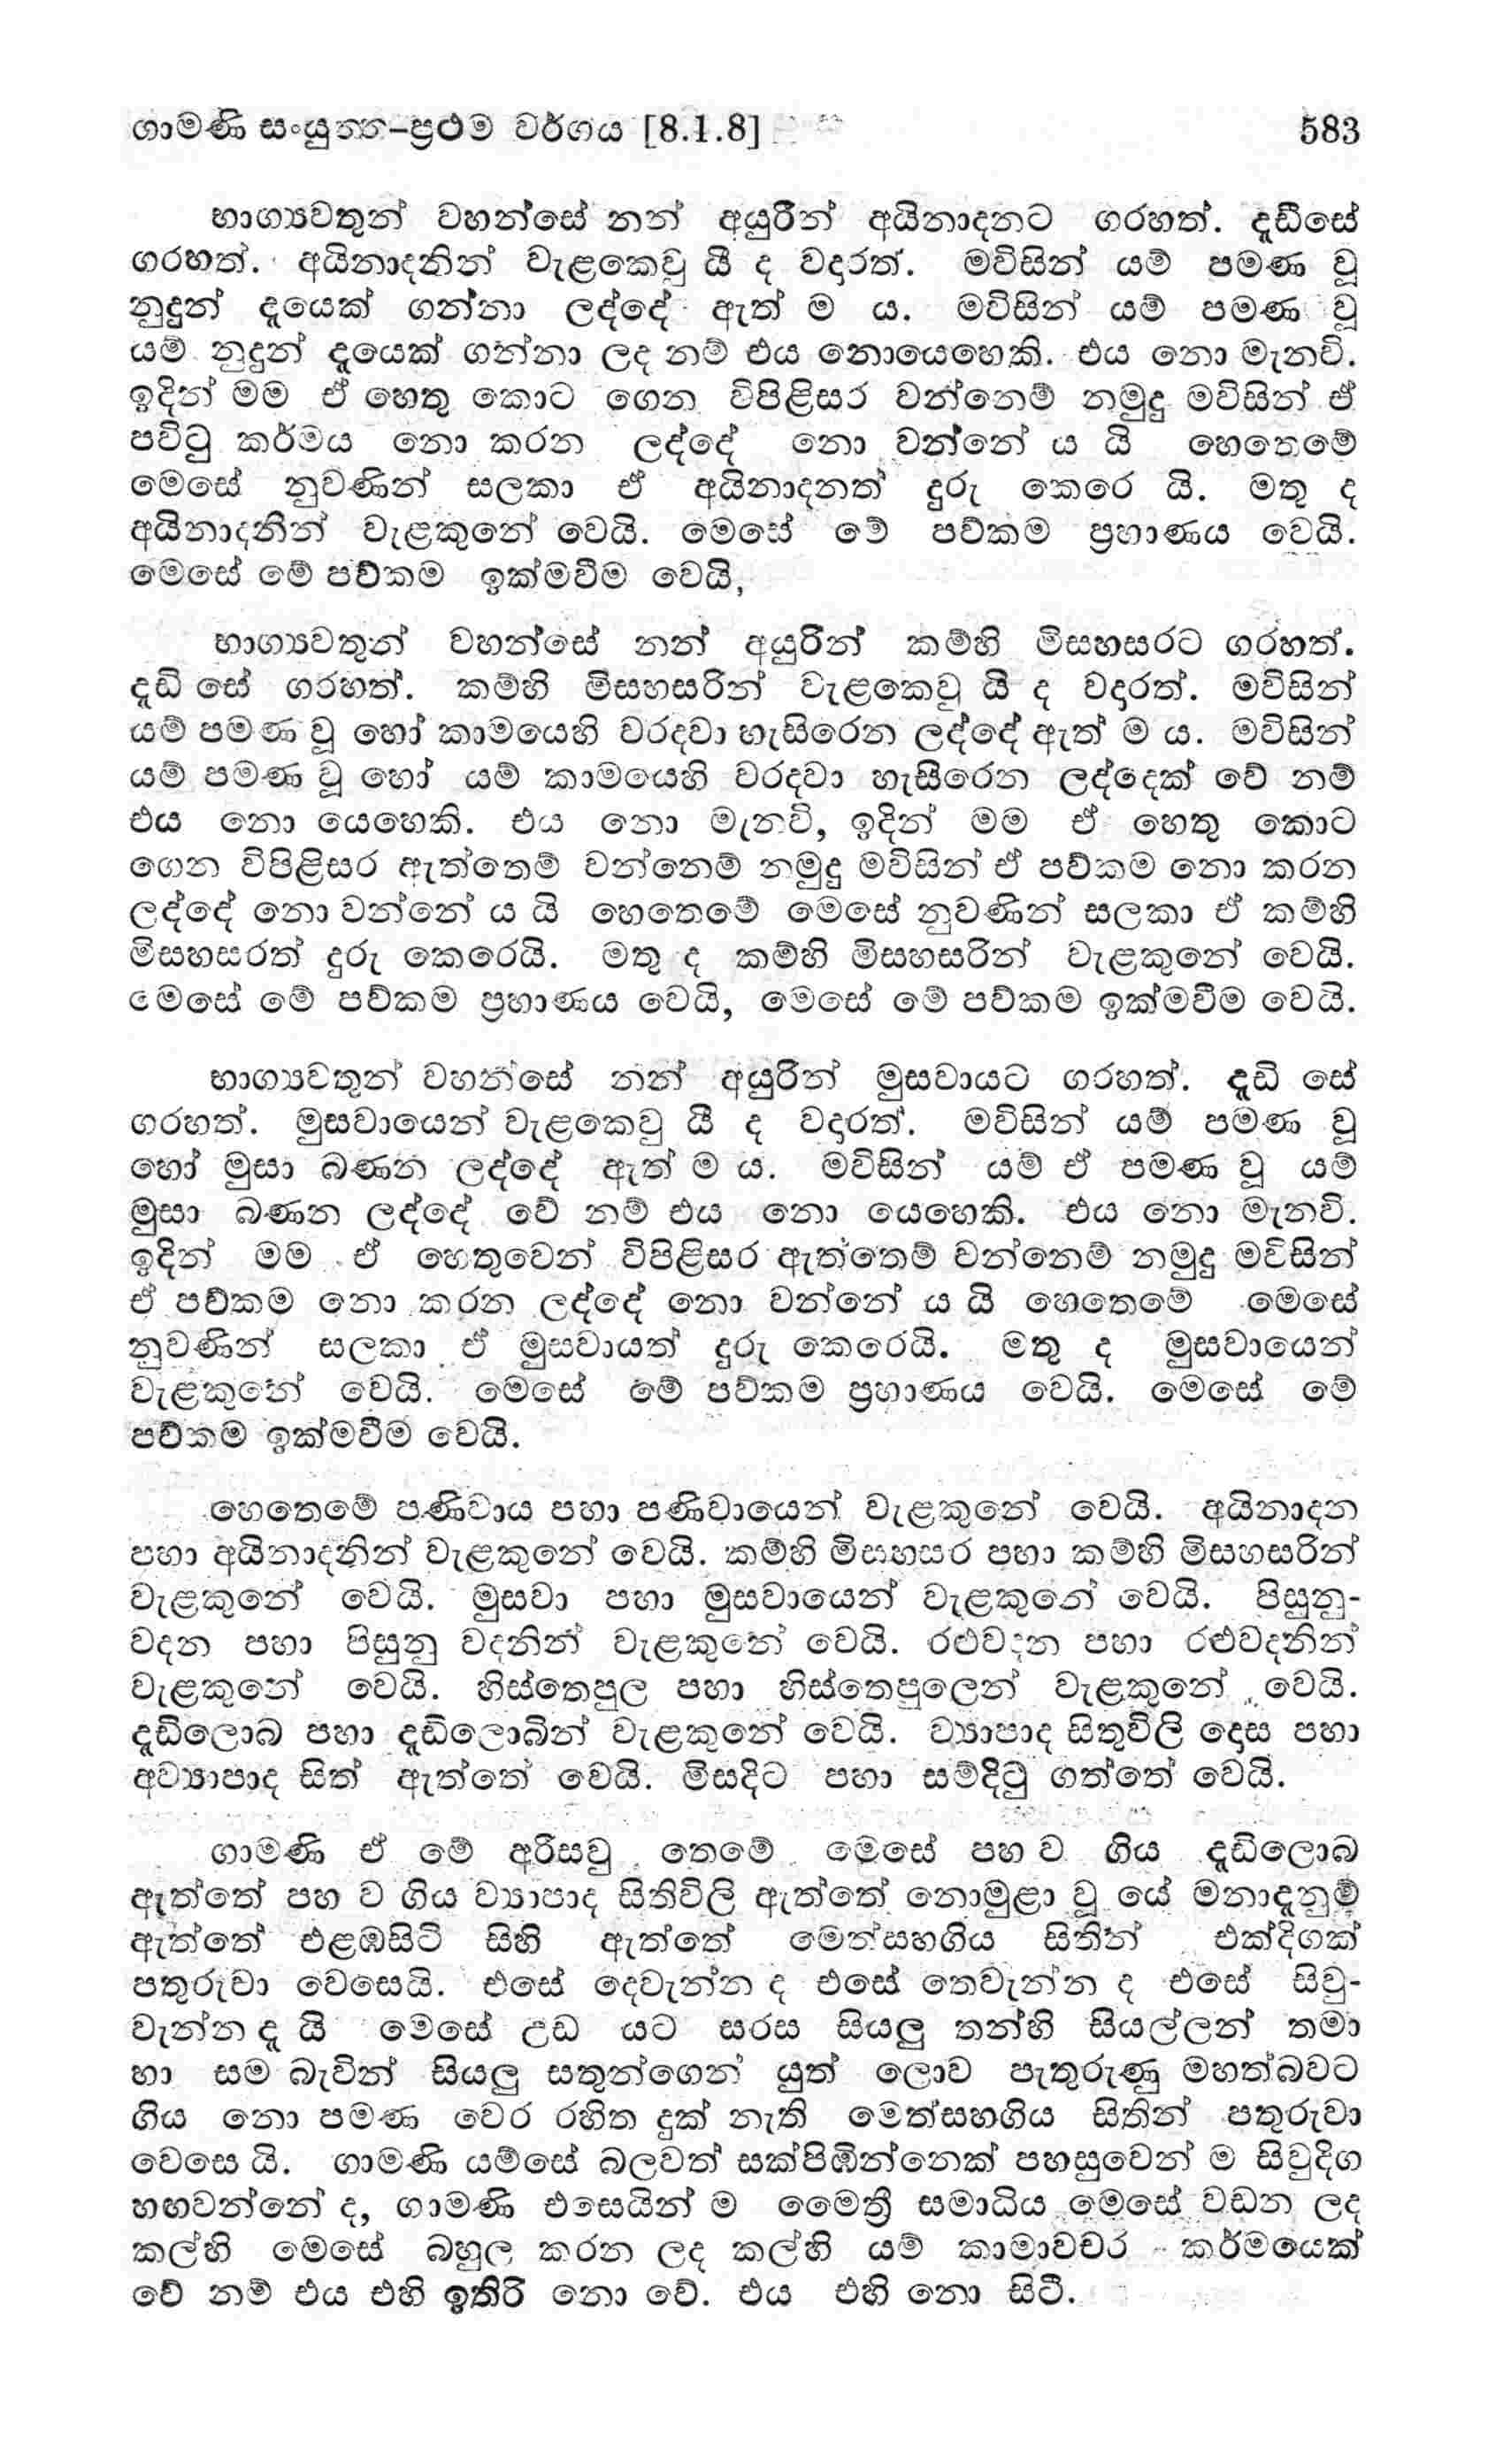 ගාමණි සංයුත්ත-ප්‍රථම වර්ගය [8.1.8] 583
භාග්‍යවතුන් වහන්සේ නන් අයුරින් අයිනාදනට ගරහත්. දැඩිසේ
ගරහත්. අයිනාදනින් වැළකෙවු යී ද වදාරත්. මවිසින් යම් පමණ වූ
නුදුන් දැයෙක් ගන්නා ලද්දේ ඇත් ම ය. මවිසින් යම් පමණ වූ
යම් නුදුන් දැයෙක් ගන්නා ලද නම් එය නොයෙහෙකි. එය නො මැනවි.
ඉදින් මම ඒ හෙතු කොට ගෙන විපිළිසර වන්නෙම් නමුදු මවිසින් ඒ
පවිටු කර්මය නො කරන ලද්දේ නො වන්නේ ය යි හෙතෙමේ
මෙසේ නුවණින් සලකා ඒ අයිනාදනත් දුරු කෙරෙ යි. මතු ද
අයිනාදනින් වැළකුනේ වෙයි. මෙසේ මේ පව්කම ප්‍රහාණය වෙයි.
මෙසේ මේ පව්කම ඉක්මවීම වෙයි,
භාග්‍යවතුන් වහන්සේ නන් අයුරින් කම්හි මිසහසරට ගරහත්.
දැඩි සේ ගරහත්. කම්හි මිසහසරින් වැළකෙවු යී ද වදාරත්. මවිසින්
යම් පමණ වූ හෝ කාමයෙහි වරදවා හැසිරෙන ලද්දේ ඇත් ම ය. මවිසින්
යම් පමණ වූ හෝ යම් කාමයෙහි වරදවා හැසිරෙන ලද්දෙක් වේ නම්
එය නො යෙහෙකි. එය නො මැනවි, ඉදින් මම ඒ හෙතු කොට
ගෙන විපිළිසර ඇත්තෙම් වන්නෙම් නමුදු මවිසින් ඒ පව්කම නො කරන
ලද්දේ නො වන්නේ ය යි හෙතෙමේ මෙසේ නුවණින් සලකා ඒ කම්හි
මිසහසරත් දුරු කෙරෙයි. මතු ද කම්හි මිසහසරින් වැළකුනේ වෙයි.
මෙසේ මේ පව්කම ප්‍රහාණය වෙයි, මෙසේ මේ පව්කම ඉක්මවීම වෙයි.
භාග්‍යවතුන් වහන්සේ නන් අයුරින් මුසවායට ගරහත්. දැඩි සේ
ගරහත්. මුසවායෙන් වැළකෙවු යී ද වදාරත්. මවිසින් යම් පමණ වූ
හෝ මුසා බණන ලද්දේ ඇත් ම ය. මවිසින් යම් ඒ පමණ වූ යම්
මුසා බණන ලද්දේ වේ නම් එය නො යෙහෙකි. එය නො මැනවි.
ඉදින් මම ඒ හෙතුවෙන් විපිළිසර ඇත්තෙම් වන්නෙම් නමුදු මවිසින්
ඒ පව්කම නො කරන ලද්දේ නො වන්නේ ය යි හෙතෙමේ මෙසේ
නුවණින් සලකා ඒ මුසවායත් දුරු කෙරෙයි. මතු ද මුසවායෙන්
වැළකුනේ වෙයි. මෙසේ මේ පව්කම ප්‍රහාණය වෙයි. මෙසේ මේ
පව්කම ඉක්මවීම වෙයි.
හෙතෙමේ පණිවාය පහා පණිවායෙන් වැළකුනේ වෙයි. අයිනාදන
පහා අයිනාදනින් වැළකුනේ වෙයි. කම්හි මිසහසර පහා කම්හි මිසහසරින්
වැළකුනේ වෙයි. මුසවා පහා මුසවායෙන් වැළකුනේ වෙයි. පිසුනු-
වදන පහා පිසුනු වදනින් වැළකුනේ වෙයි. රළුවදන පහා රළුවදනින්
වැළකුනේ වෙයි. හිස්තෙපුල පහා හිස්තෙපුලෙන් වැළකුනේ වෙයි.
දැඩිලොබ පහා දැඩිලොබින් වැළකුනේ වෙයි. ව්‍යාපාද සිතුවිලි දොස පහා
අව්‍යාපාද සිත් ඇත්තේ වෙයි. මිසදිට පහා සම්දිටු ගත්තේ වෙයි.
ගාමණි ඒ මේ අරිසවු තෙමේ මෙසේ පහ ව ගිය දැඩිලොබ
ඇත්තේ පහ ව ගිය ව්‍යාපාද සිතිවිලි ඇත්තේ නොමුළා වූ යේ මනාදැනුම්
ඇත්තේ එළඹසිටි සිහි ඇත්තේ මෙත්සහගිය සිතින් එක්දිගක්
පතුරුවා වෙසෙයි. එසේ දෙවැන්න ද එසේ තෙවැන්න ද එසේ සිවු-
වැන්න ද යි මෙසේ උඩ යට සරස සියලු තන්හි සියල්ලන් තමා
හා සම බැවින් සියලු සතුන්ගෙන් යුත් ලොව පැතුරුණු මහත්බවට
ගිය නො පමණ වෙර රහිත දුක් නැති මෙත්සහගිය සිතින් පතුරුවා
වෙසෙ යි. ගාමණි යම්සේ බලවත් සක්පිඹින්නෙක් පහසුවෙන් ම සිවුදිග
හඟවන්නේ ද, ගාමණි එසෙයින් ම මෛත්‍රී සමාධිය මෙසේ වඩන ලද
කල්හි මෙසේ බහුල කරන ලද කල්හි යම් කාමාවචර කර්මයෙක්
වේ නම් එය එහි ඉතිරි නො වේ. එය එහි නො සිටී.